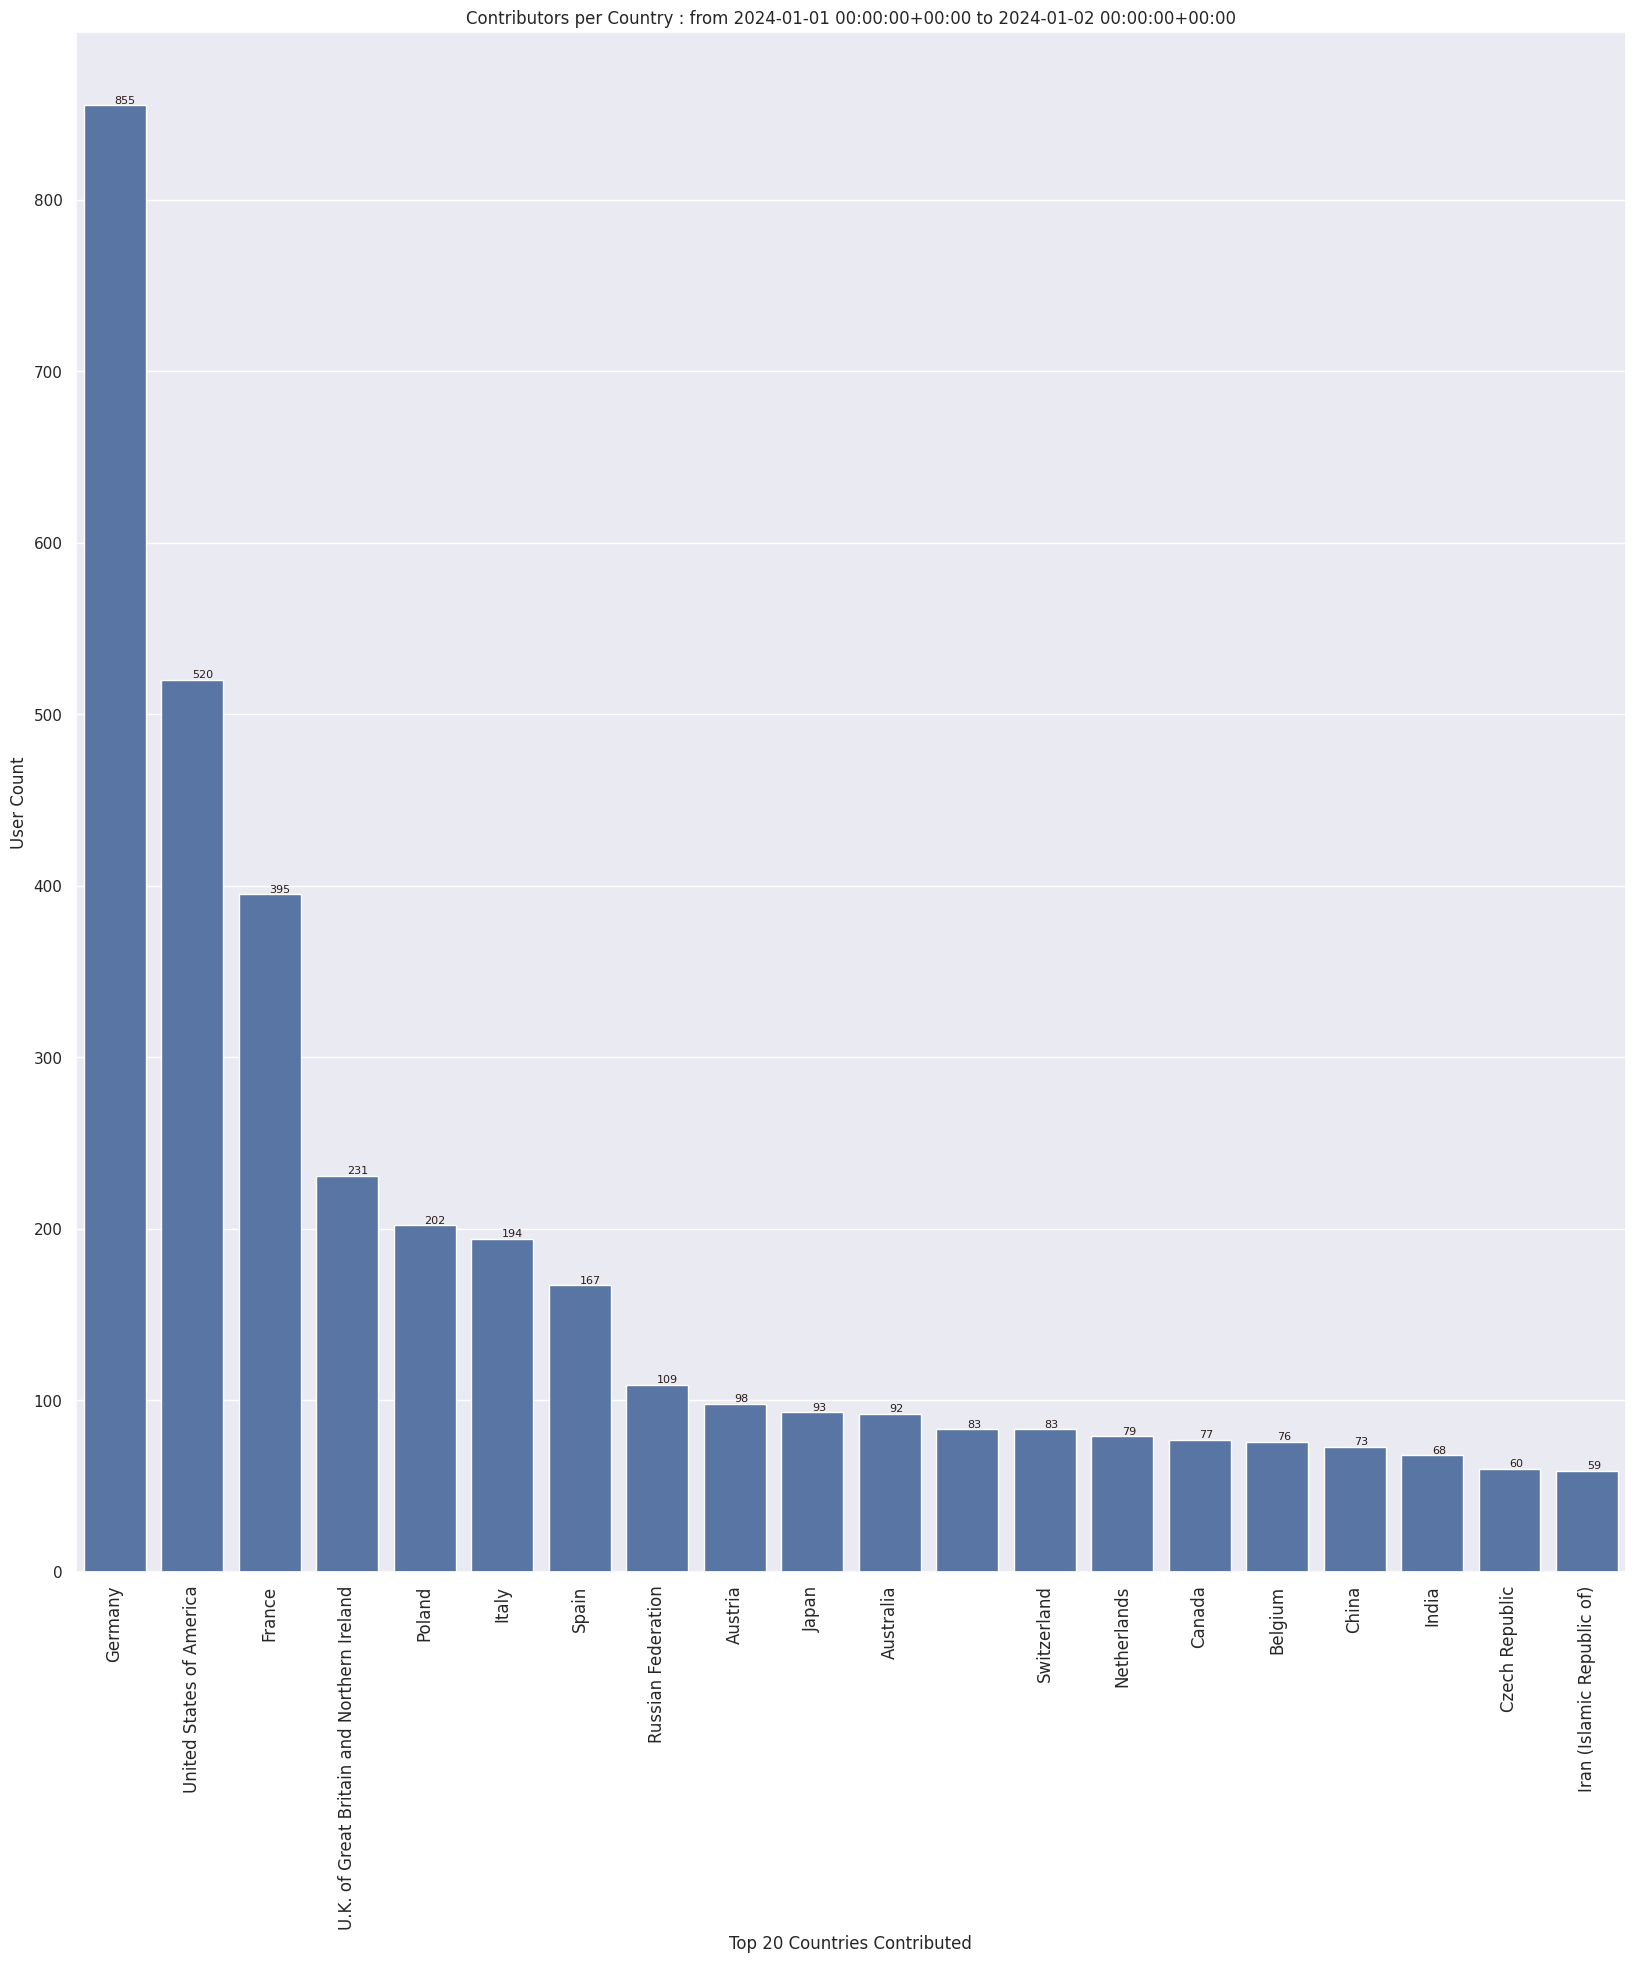 Contributors per Country : from 2024-01-01 00:00:00+00:00 to 2024-01-02 00:00:00+00:00
User Count
800
700
600
500
400
300
200
100
0
855
520
395
231
202
194
167
109
98
93
92
83
83
79
77
76
73
68
60
59
Germany
United States of America
France
U.K. of Great Britain and Northern Ireland
Poland
Italy
Spain
Russian Federation
Austria
Japan
Australia
Switzerland
Netherlands
Canada
Belgium
China
India
Czech Republic
Iran (Islamic Republic of)
Top 20 Countries Contributed